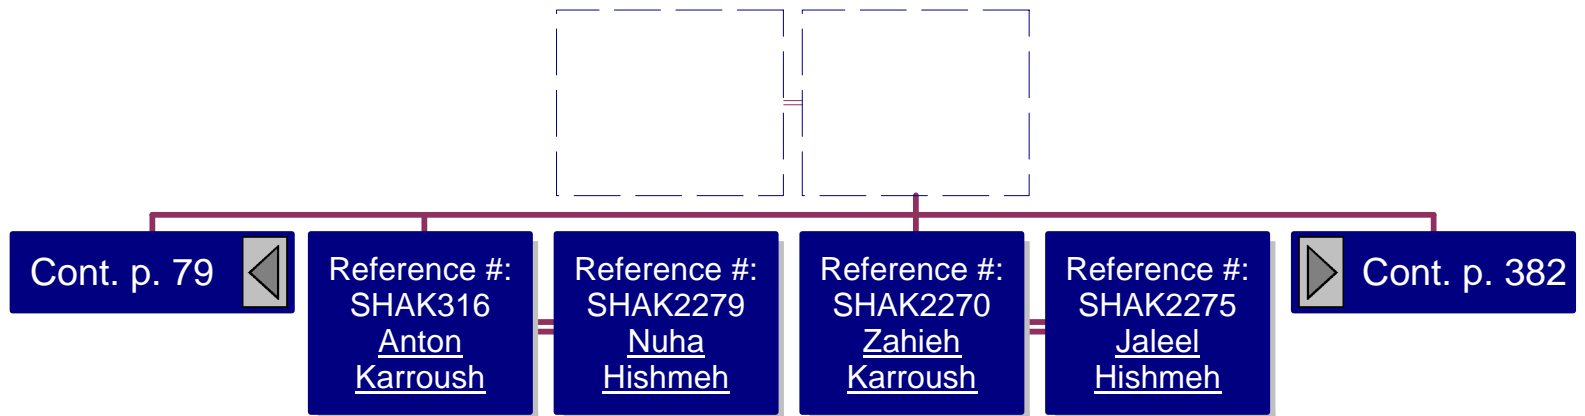 Cont. p. 79
Reference #:
SHAK316
Anton
Karroush
Reference #:
SHAK2279
Nuha
Hishmeh
Reference #:
SHAK2270
Zahieh
Karroush
Reference #:
SHAK2275
Jaleel
Hishmeh
Cont. p. 382